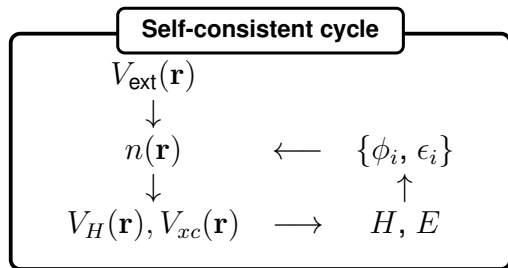 Self-consistent cycle
V_ext(r)
↓
n(r) ⟵ {ϕ_i, ϵ_i}
↓ ↑
V_H(r), V_xc(r) ⟶ H, E